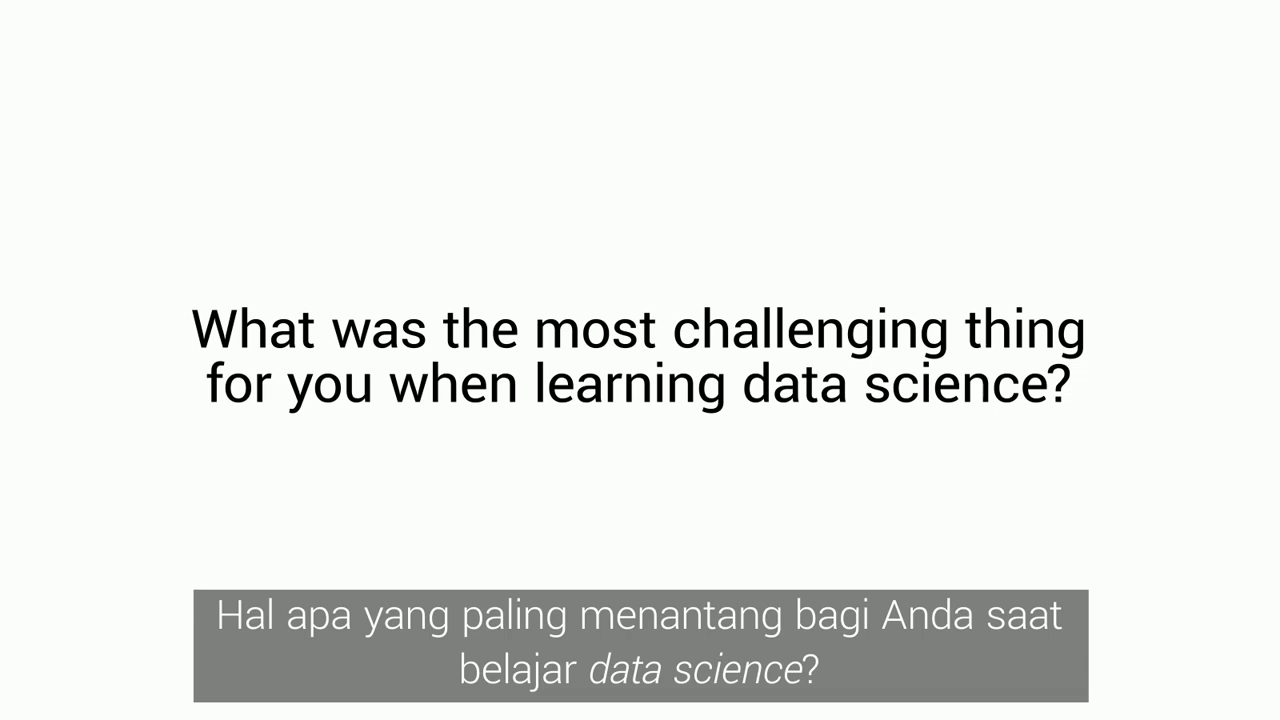 What was the most challenging thing
for you when learning data science?
Hal apa yang paling menantang bagi Anda saat
belajar data science?